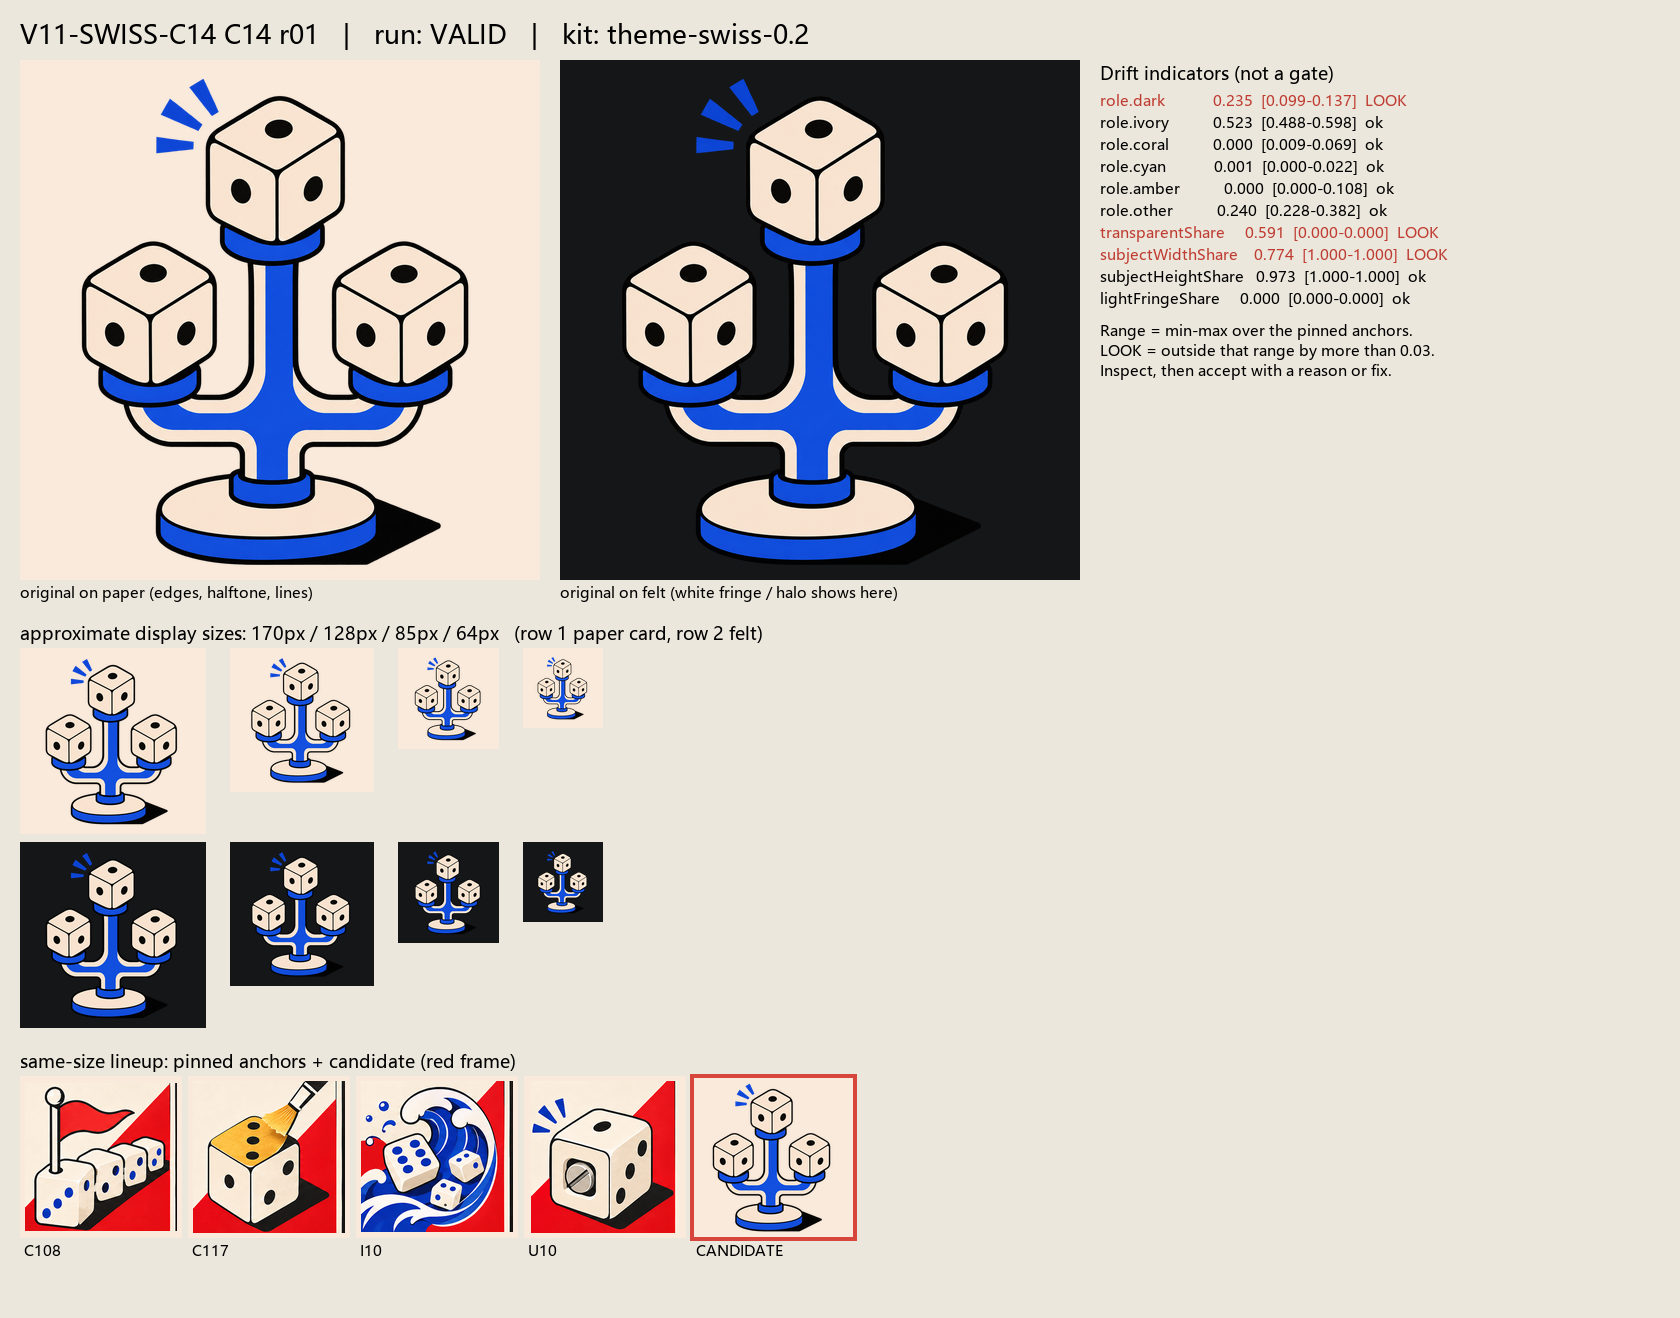 V11-SWISS-C14 C14 r01   |   run: VALID   |   kit: theme-swiss-0.2
Drift indicators (not a gate)
role.dark 0.235 [0.099-0.137] LOOK
role.ivory 0.523 [0.488-0.598] ok
role.coral 0.000 [0.009-0.069] ok
role.cyan 0.001 [0.000-0.022] ok
role.amber 0.000 [0.000-0.108] ok
role.other 0.240 [0.228-0.382] ok
transparentShare 0.591 [0.000-0.000] LOOK
subjectWidthShare 0.774 [1.000-1.000] LOOK
subjectHeightShare 0.973 [1.000-1.000] ok
lightFringeShare 0.000 [0.000-0.000] ok
Range = min-max over the pinned anchors.
LOOK = outside that range by more than 0.03.
Inspect, then accept with a reason or fix.
original on paper (edges, halftone, lines)
original on felt (white fringe / halo shows here)
approximate display sizes: 170px / 128px / 85px / 64px   (row 1 paper card, row 2 felt)
same-size lineup: pinned anchors + candidate (red frame)
C108
C117
I10
U10
CANDIDATE